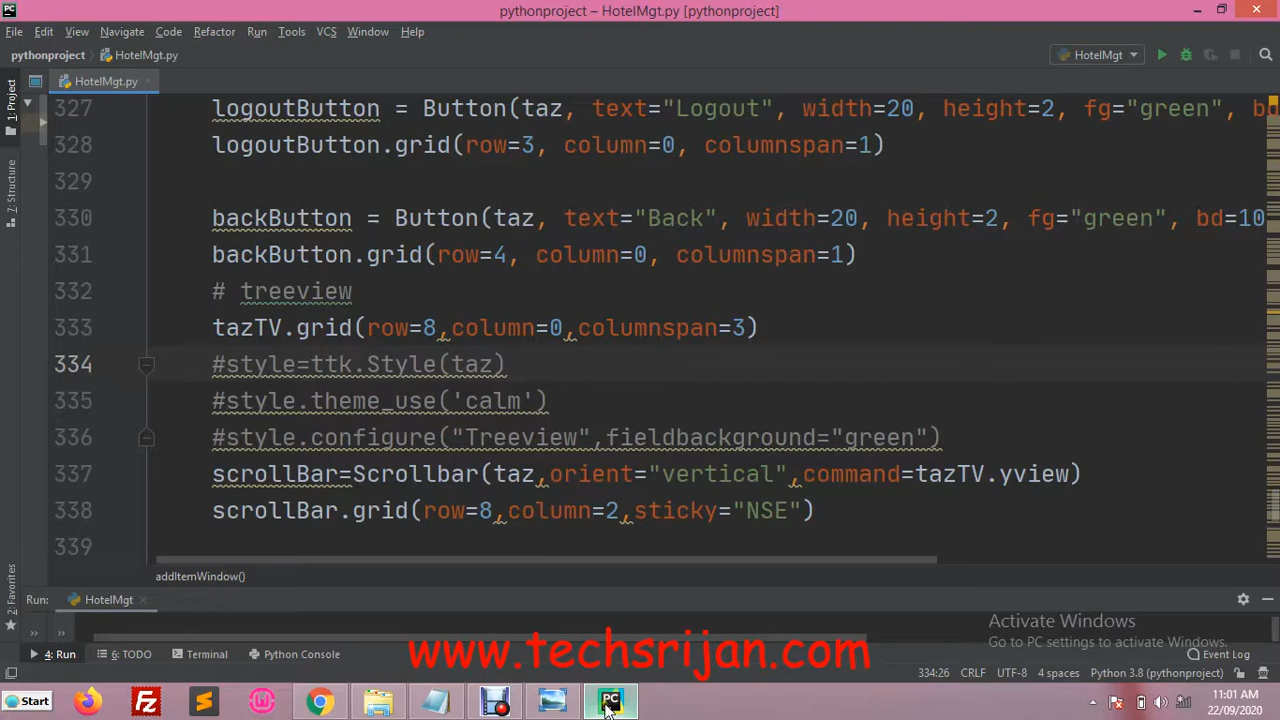 pythonproject – HotelMgt.py [pythonproject]
File Edit View Navigate Code Refactor Run Tools VCS Window Help
pythonproject HotelMgt.py HotelMgt
1: Project
HotelMgt.py
327 logoutButton = Button(taz, text="Logout", width=20, height=2, fg="green", bd
328 logoutButton.grid(row=3, column=0, columnspan=1)
329
330 backButton = Button(taz, text="Back", width=20, height=2, fg="green", bd=10
331 backButton.grid(row=4, column=0, columnspan=1)
332 # treeview
333 tazTV.grid(row=8,column=0,columnspan=3)
334 #style=ttk.Style(taz)
335 #style.theme_use('calm')
336 #style.configure("Treeview",fieldbackground="green")
337 scrollBar=Scrollbar(taz,orient="vertical",command=tazTV.yview)
338 scrollBar.grid(row=8,column=2,sticky="NSE")
339
7: Structure
2: Favorites
addItemWindow()
Run: HotelMgt
Activate Windows
Go to PC settings to activate Windows.
www.techsrijan.com
4: Run 6: TODO Terminal Python Console Event Log
334:26 CRLF UTF-8 4 spaces Python 3.8 (pythonproject)
Start
PC
11:01 AM
22/09/2020